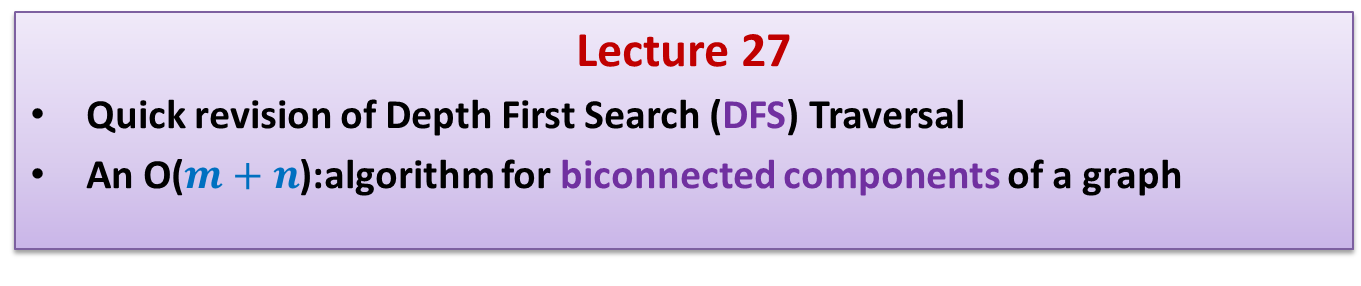 Lecture 27
• Quick revision of Depth First Search (DFS) Traversal
• An O(m + n):algorithm for biconnected components of a graph